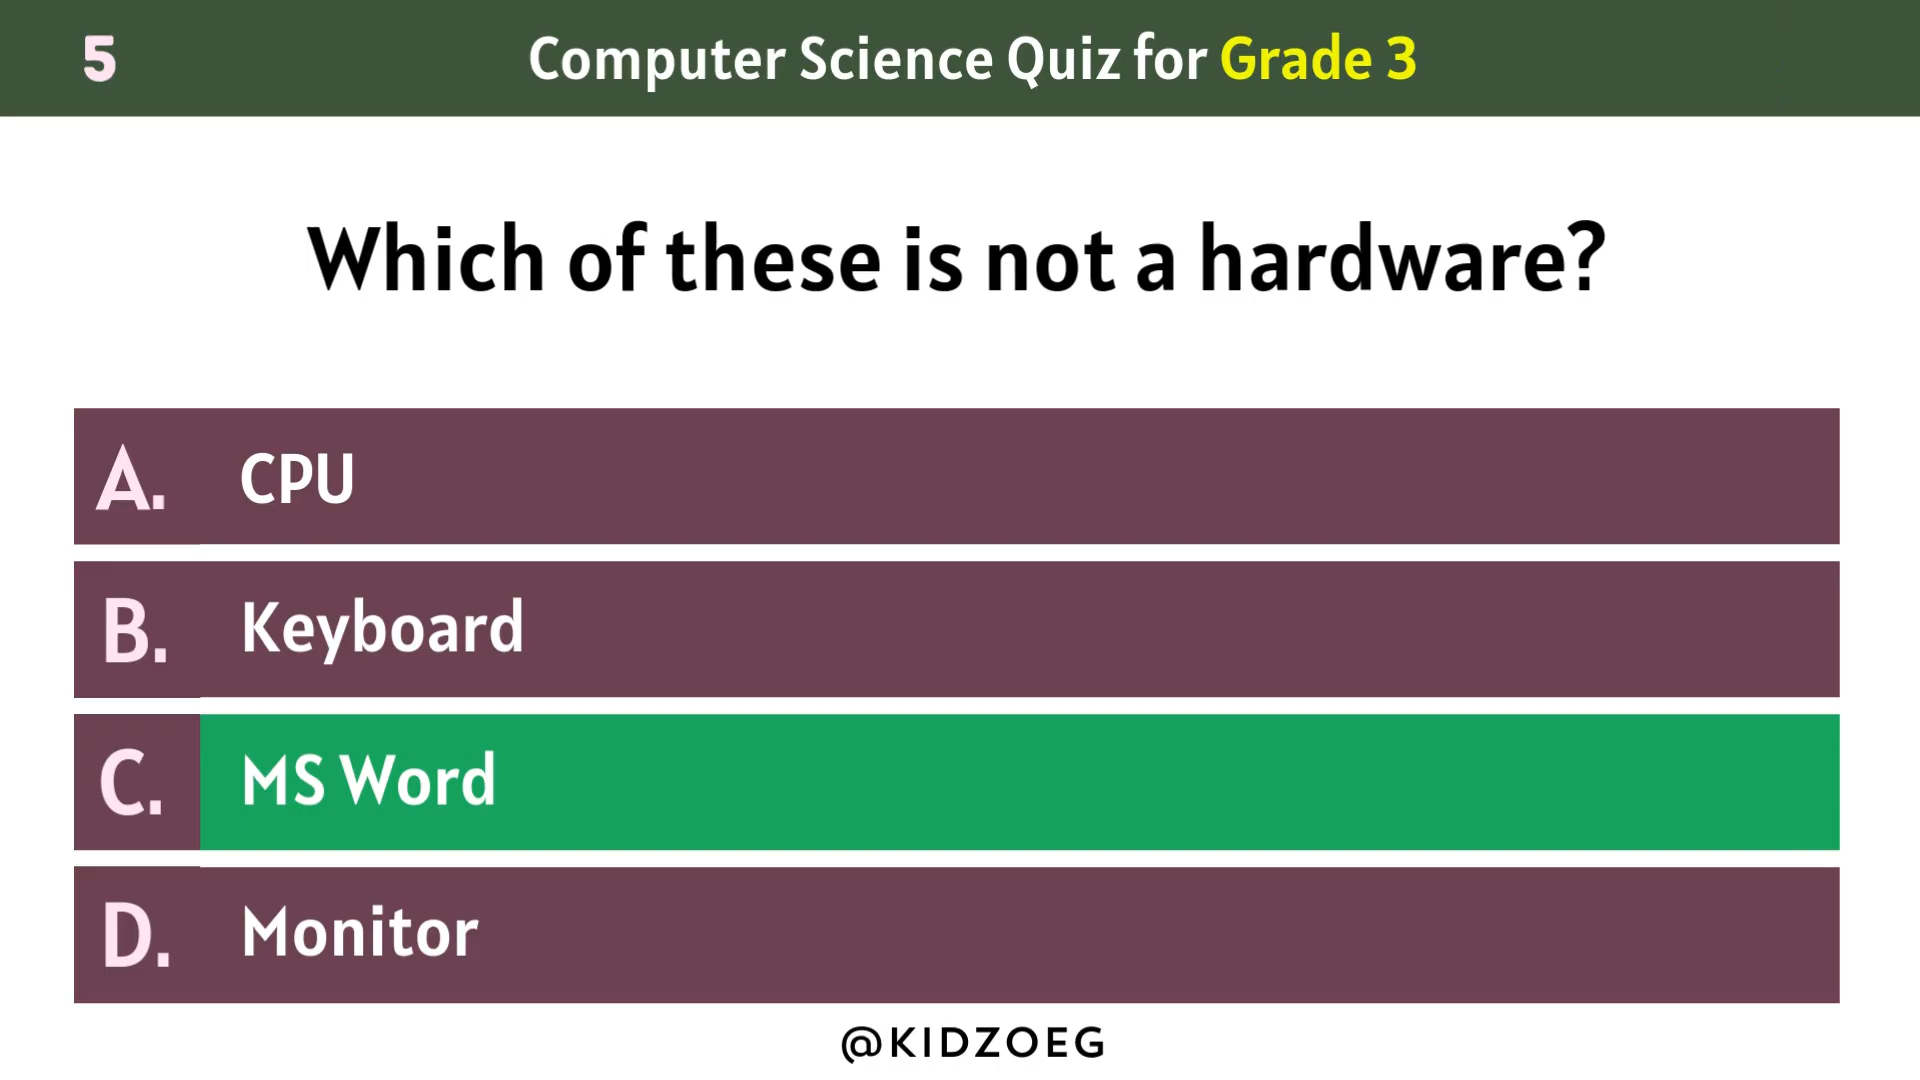 5
Computer Science Quiz for Grade 3
Which of these is not a hardware?
A. CPU
B. Keyboard
C. MS Word
D. Monitor
@KIDZOEG